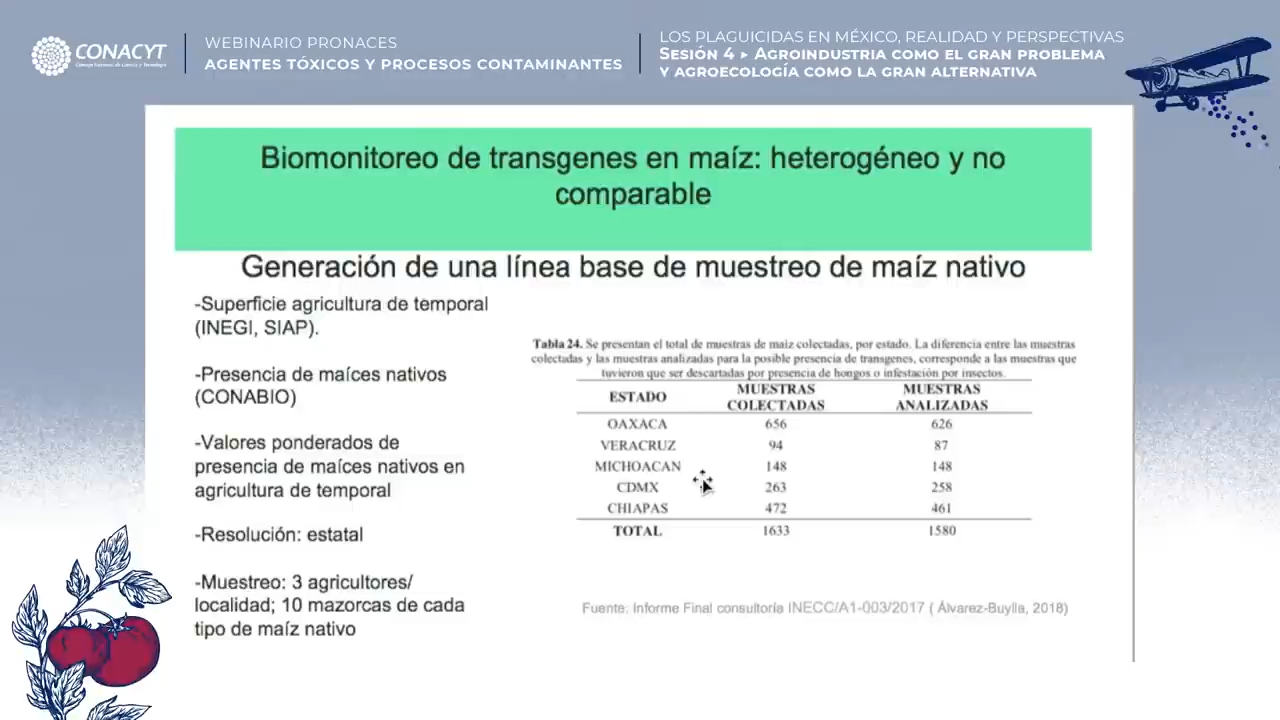 CONACYT
Consejo Nacional de Ciencia y Tecnología
WEBINARIO PRONACES
AGENTES TÓXICOS Y PROCESOS CONTAMINANTES
LOS PLAGUICIDAS EN MÉXICO, REALIDAD Y PERSPECTIVAS
SESIÓN 4 ▸ AGROINDUSTRIA COMO EL GRAN PROBLEMA
Y AGROECOLOGÍA COMO LA GRAN ALTERNATIVA
Biomonitoreo de transgenes en maíz: heterogéneo y no
comparable
Generación de una línea base de muestreo de maíz nativo
-Superficie agricultura de temporal
(INEGI, SIAP).
-Presencia de maíces nativos
(CONABIO)
-Valores ponderados de
presencia de maíces nativos en
agricultura de temporal
-Resolución: estatal
-Muestreo: 3 agricultores/
localidad; 10 mazorcas de cada
tipo de maíz nativo
Tabla 24. Se presentan el total de muestras de maíz colectadas, por estado. La diferencia entre las muestras
colectadas y las muestras analizadas para la posible presencia de transgenes, corresponde a las muestras que
tuvieron que ser descartadas por presencia de hongos o infestación por insectos.
ESTADO MUESTRAS COLECTADAS MUESTRAS ANALIZADAS
OAXACA 656 626
VERACRUZ 94 87
MICHOACAN 148 148
CDMX 263 258
CHIAPAS 472 461
TOTAL 1633 1580
Fuente: Informe Final consultoría INECC/A1-003/2017 ( Álvarez-Buylla, 2018)